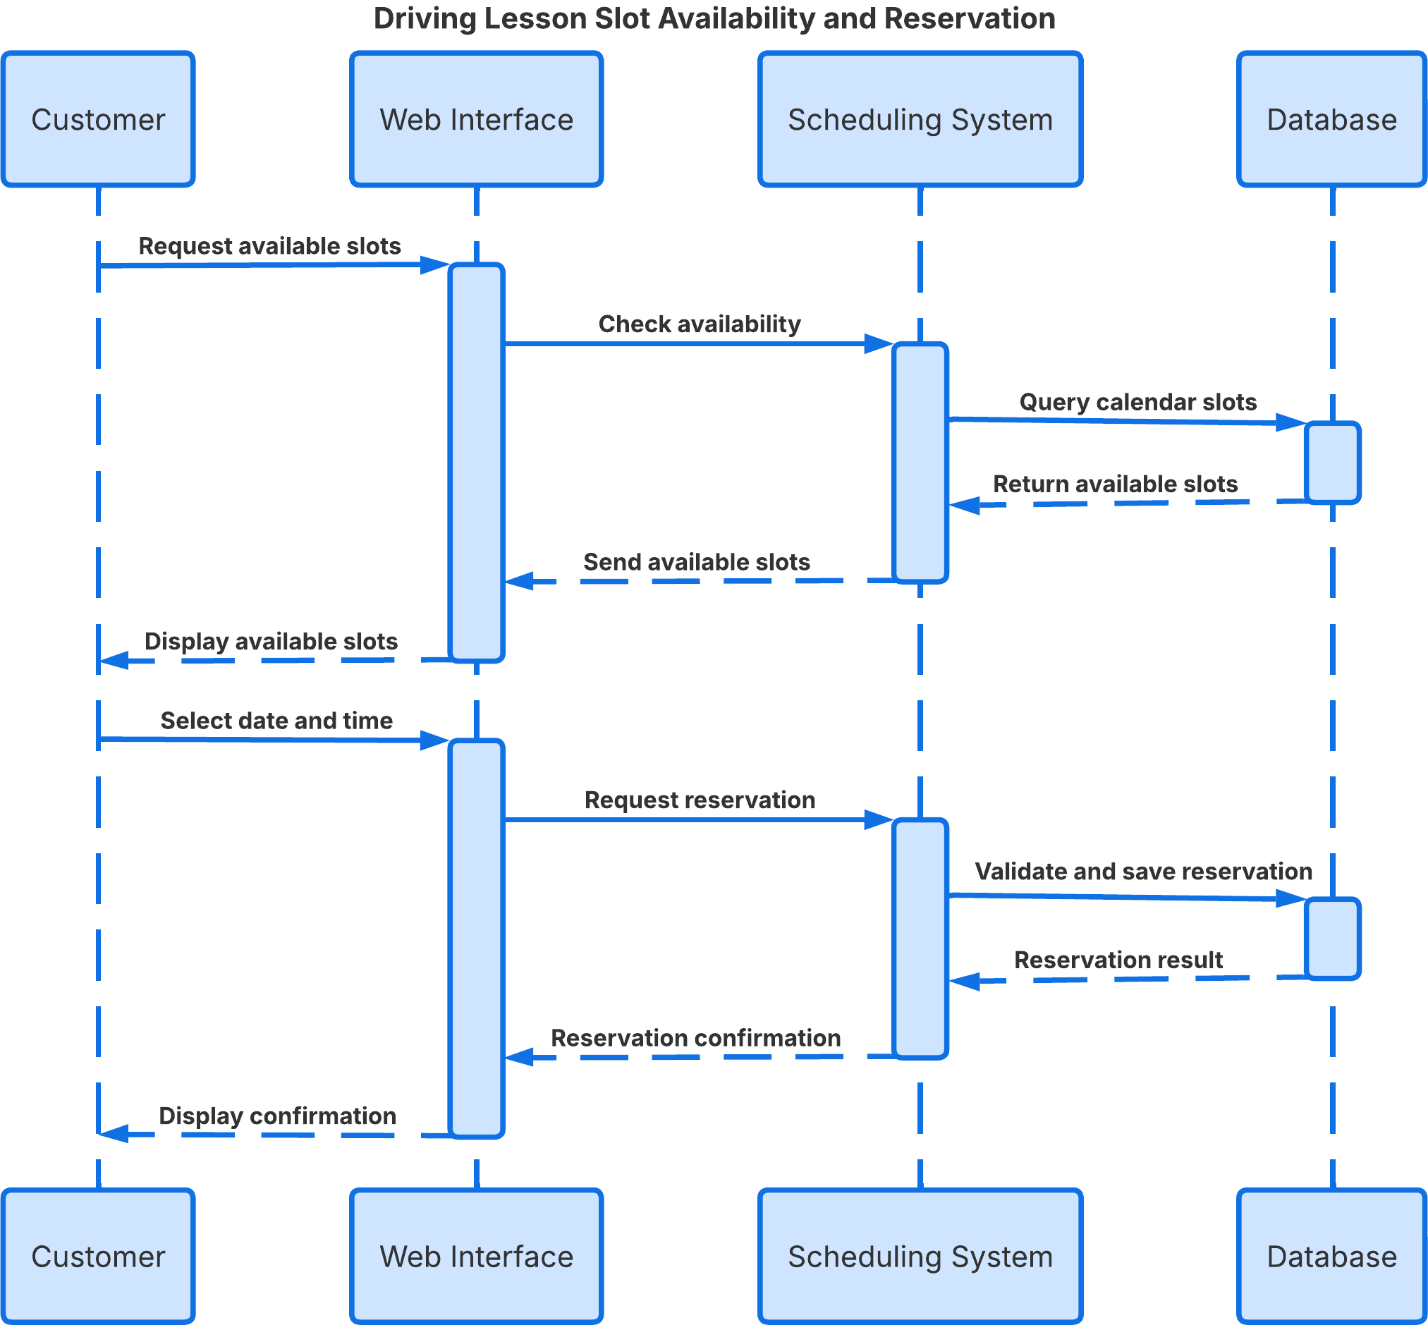 Driving Lesson Slot Availability and Reservation
Customer
Web Interface
Scheduling System
Database
Request available slots
Check availability
Query calendar slots
Return available slots
Send available slots
Display available slots
Select date and time
Request reservation
Validate and save reservation
Reservation result
Reservation confirmation
Display confirmation
Customer
Web Interface
Scheduling System
Database